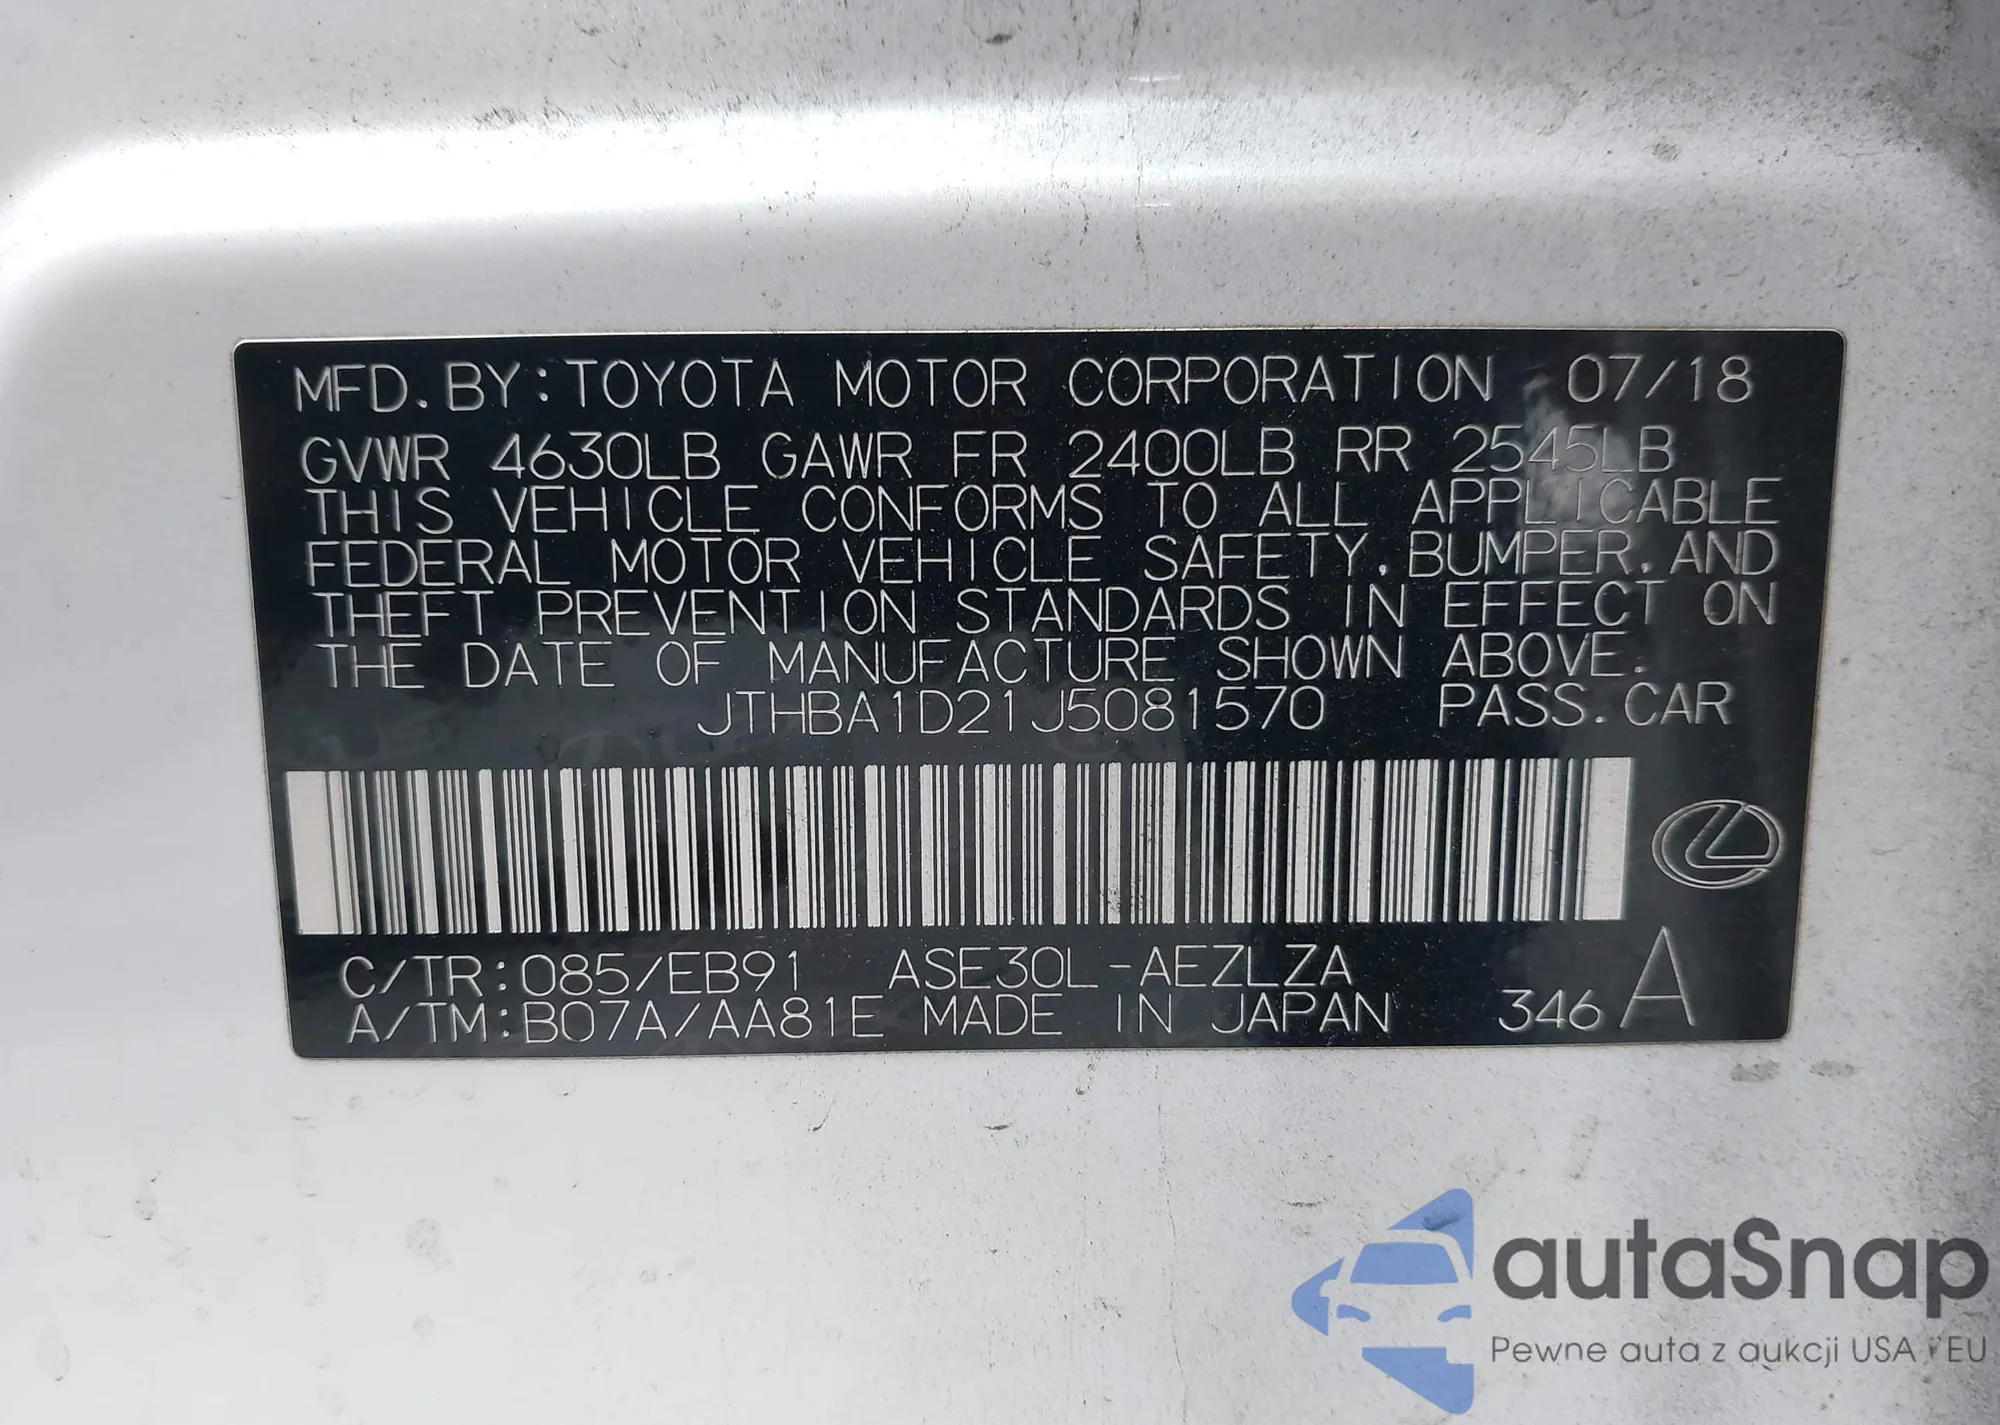 MFD. BY: TOYOTA MOTOR CORPORATION 07/18
GVWR 4630LB GAWR FR 2400LB RR 2545LB
THIS VEHICLE CONFORMS TO ALL APPLICABLE
FEDERAL MOTOR VEHICLE SAFETY, BUMPER, AND
THEFT PREVENTION STANDARDS IN EFFECT ON
THE DATE OF MANUFACTURE SHOWN ABOVE.
JTHBA1D21J5081570 PASS. CAR
C/TR: 085/EB91 ASE30L-AEZLZA
A/TM: B07A/AA81E MADE IN JAPAN 346 A
autaSnap
Pewne auta z aukcji USA i EU